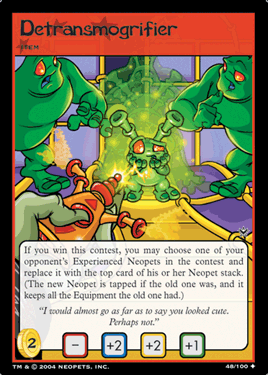 Detransmogrifier
ITEM
If you win this contest, you may choose one of your
opponent's Experienced Neopets in the contest and
replace it with the top card of his or her Neopet stack.
(The new Neopet is tapped if the old one was, and it
keeps all the Equipment the old one had.)
"I would almost go as far as to say you looked cute.
Perhaps not."
2 – +2 +2 +1
TM & © 2004 NEOPETS, INC. 48/100 ◆